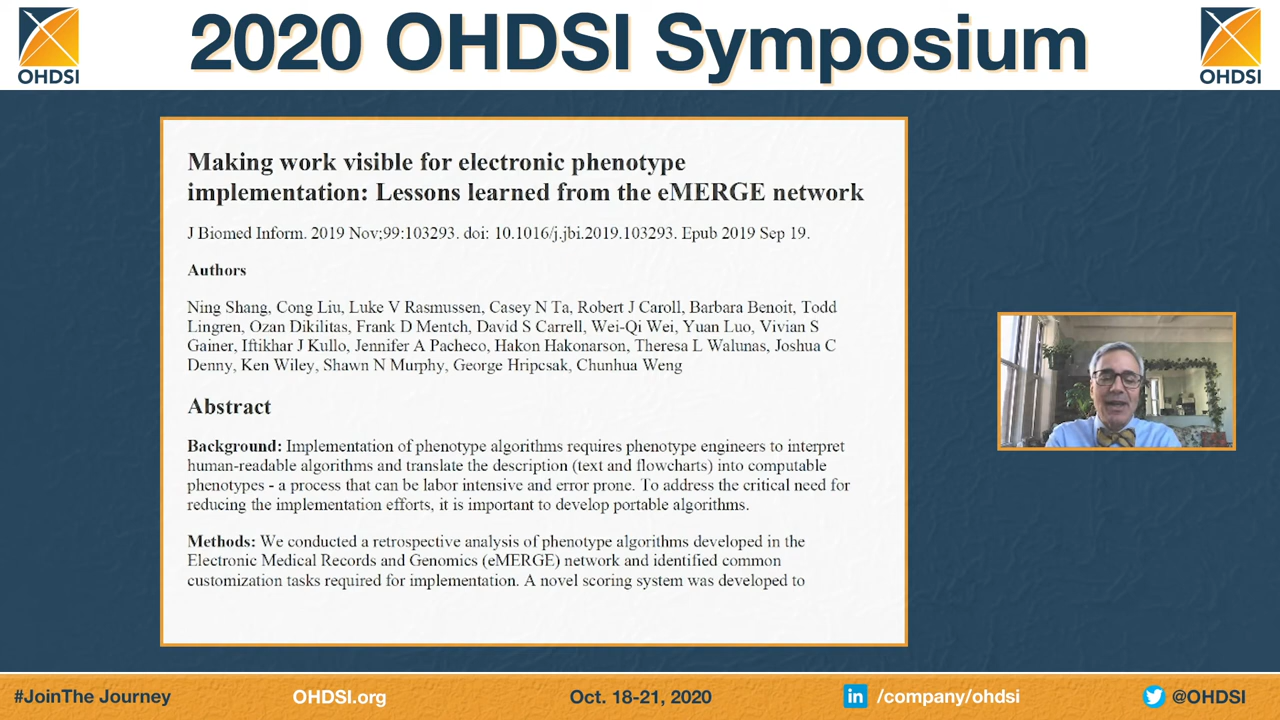 2020 OHDSI Symposium
OHDSI
OHDSI
Making work visible for electronic phenotype
implementation: Lessons learned from the eMERGE network
J Biomed Inform. 2019 Nov;99:103293. doi: 10.1016/j.jbi.2019.103293. Epub 2019 Sep 19.
Authors
Ning Shang, Cong Liu, Luke V Rasmussen, Casey N Ta, Robert J Caroll, Barbara Benoit, Todd
Lingren, Ozan Dikilitas, Frank D Mentch, David S Carrell, Wei-Qi Wei, Yuan Luo, Vivian S
Gainer, Iftikhar J Kullo, Jennifer A Pacheco, Hakon Hakonarson, Theresa L Walunas, Joshua C
Denny, Ken Wiley, Shawn N Murphy, George Hripcsak, Chunhua Weng
Abstract
Background: Implementation of phenotype algorithms requires phenotype engineers to interpret
human-readable algorithms and translate the description (text and flowcharts) into computable
phenotypes - a process that can be labor intensive and error prone. To address the critical need for
reducing the implementation efforts, it is important to develop portable algorithms.
Methods: We conducted a retrospective analysis of phenotype algorithms developed in the
Electronic Medical Records and Genomics (eMERGE) network and identified common
customization tasks required for implementation. A novel scoring system was developed to
#JoinThe Journey
OHDSI.org
Oct. 18-21, 2020
in /company/ohdsi
@OHDSI